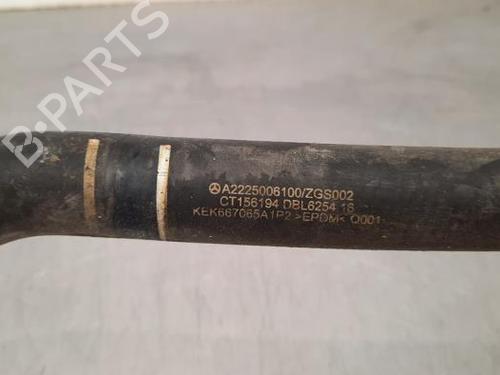 A2225006100/ZGS002
CT156194 DBL6254 16
KEK667065A1P2 >EPDM< Q001
B-PARTS